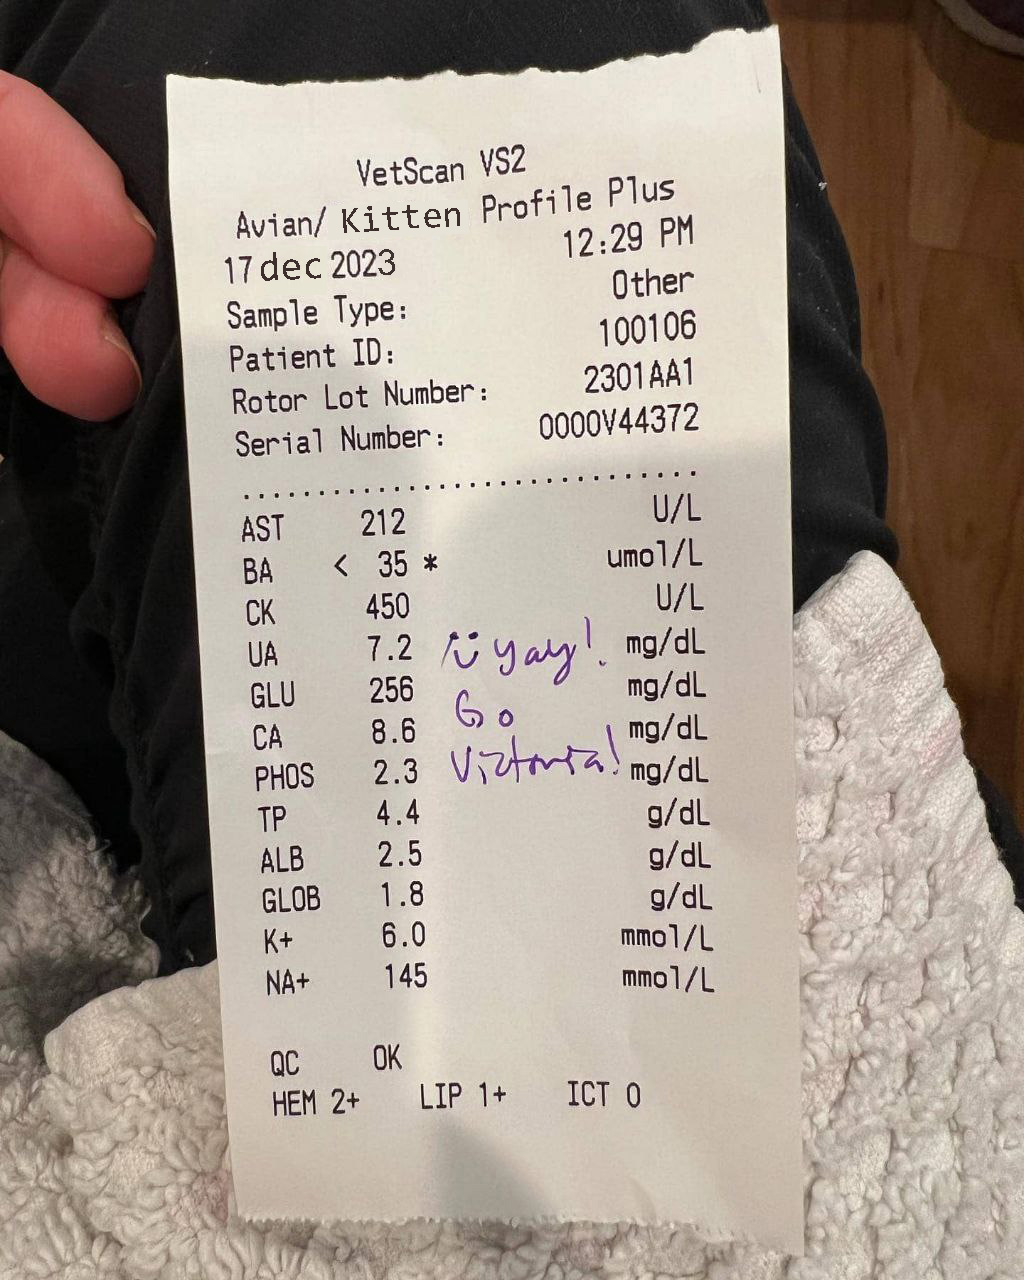 VetScan VS2
Avian/ Kitten Profile Plus
17 dec 2023 12:29 PM
Sample Type: Other
Patient ID: 100106
Rotor Lot Number: 2301AA1
Serial Number: 0000V44372
................................
AST 212 U/L
BA < 35 * umol/L
CK 450 U/L
UA 7.2 mg/dL
yay!
GLU 256 mg/dL
Go
CA 8.6 mg/dL
Victoria!
PHOS 2.3 mg/dL
TP 4.4 g/dL
ALB 2.5 g/dL
GLOB 1.8 g/dL
K+ 6.0 mmol/L
NA+ 145 mmol/L
QC OK
HEM 2+ LIP 1+ ICT 0